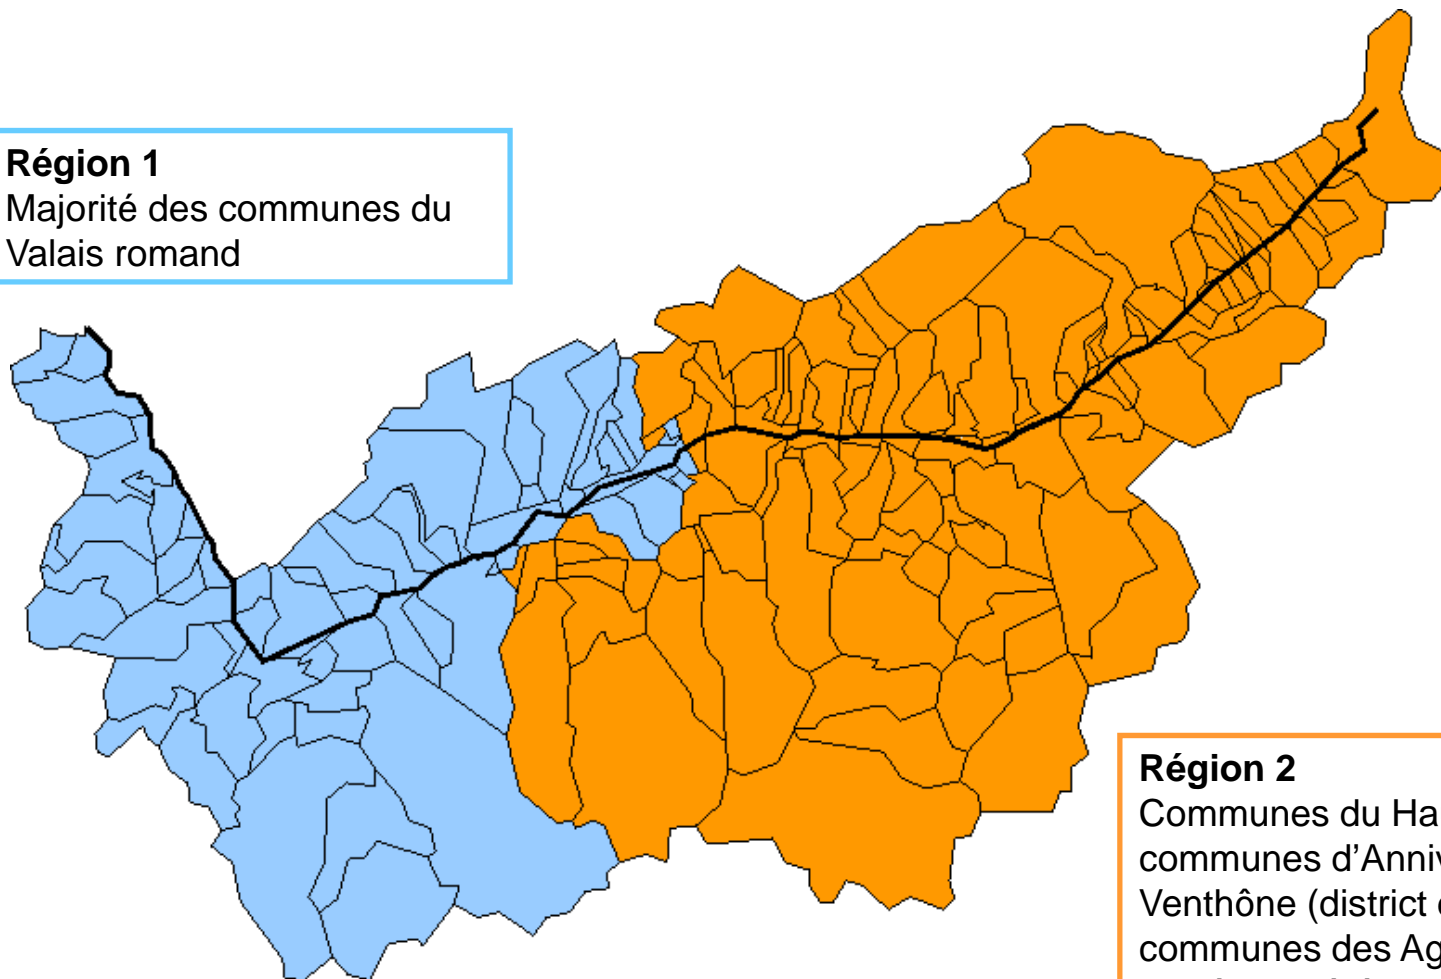 Région 1
Majorité des communes du
Valais romand
Région 2
Communes du Ha
communes d’Anniv
Venthône (district
communes des Ag